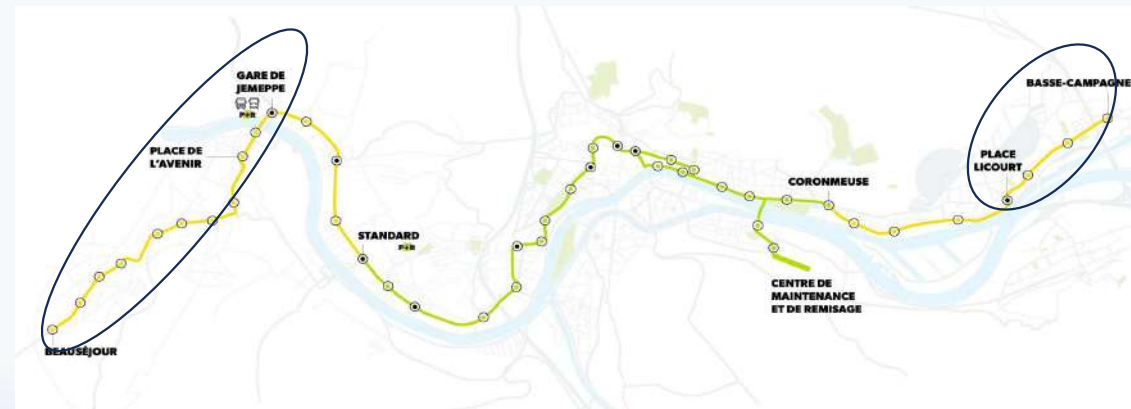 GARE DE
JEMEPPE
P+R
PLACE DE
L'AVENIR
BEAUSÉJOUR
STANDARD
P+R
CORONMEUSE
CENTRE DE
MAINTENANCE
ET DE REMISAGE
PLACE
LICOURT
BASSE-CAMPAGNE